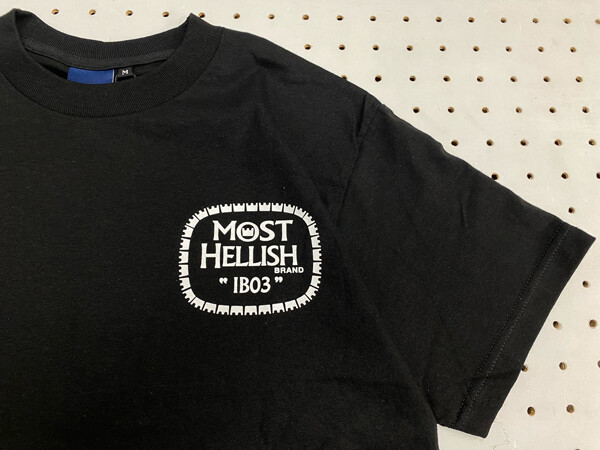 M
MOST
HELLISH
BRAND
"IB03"